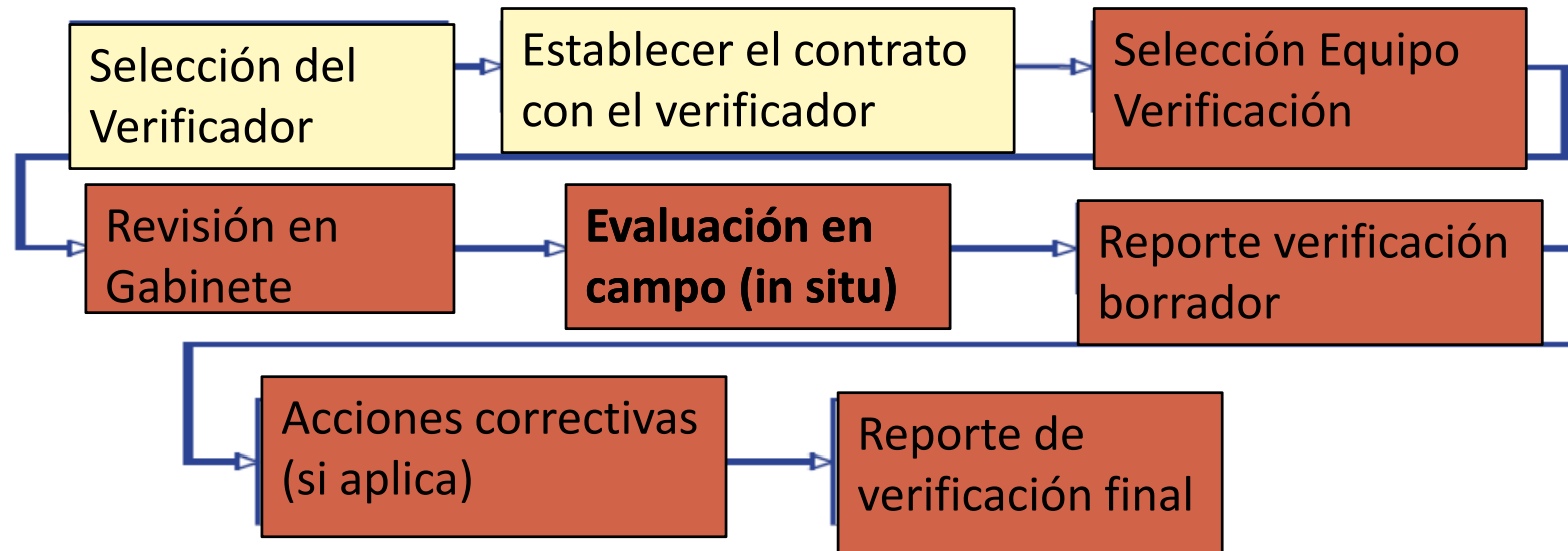 Selección del
Verificador
Establecer el contrato
con el verificador
Selección Equipo
Verificación
Revisión en
Gabinete
Evaluación en
campo (in situ)
Reporte verificación
borrador
Acciones correctivas
(si aplica)
Reporte de
verificación final